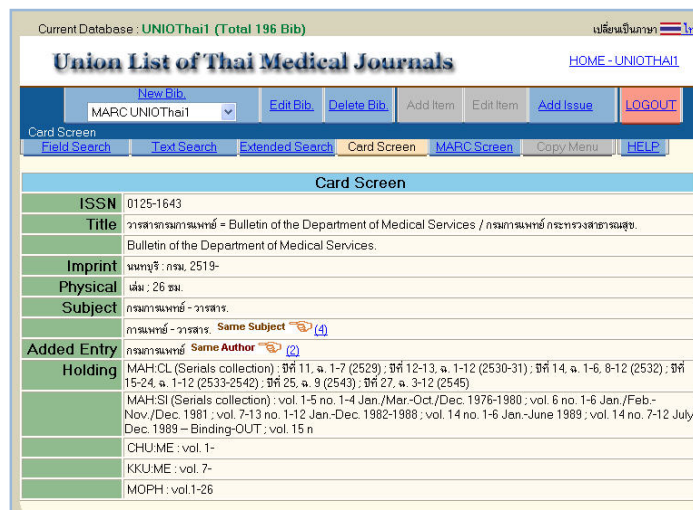 Current Database : UNIOThai1 (Total 196 Bib)
เปลี่ยนเป็นภาษา
Union List of Thai Medical Journals
HOME - UNIOTHAI1
New Bib.
MARC UNIOThai1
Edit Bib.
Delete Bib.
Add Item
Edit Item
Add Issue
LOGOUT
Card Screen
Field Search
Text Search
Extended Search
Card Screen
MARC Screen
Copy Menu
HELP
Card Screen
ISSN 0125-1643
Title วารสารกรมการแพทย์ = Bulletin of the Department of Medical Services / กรมการแพทย์ กระทรวงสาธารณสุข.
Bulletin of the Department of Medical Services.
Imprint นนทบุรี : กรม, 2519-
Physical เล่ม ; 26 ซม.
Subject กรมการแพทย์ - วารสาร.
การแพทย์ - วารสาร. Same Subject (4)
Added Entry กรมการแพทย์ Same Author (2)
Holding MAH:CL (Serials collection) : ปีที่ 11, ฉ. 1-7 (2529) ; ปีที่ 12-13, ฉ. 1-12 (2530-31) ; ปีที่ 14, ฉ. 1-6, 8-12 (2532) ; ปีที่
15-24, ฉ. 1-12 (2533-2542) ; ปีที่ 25, ฉ. 9 (2543) ; ปีที่ 27, ฉ. 3-12 (2545)
MAH:SI (Serials collection) : vol. 1-5 no. 1-4 Jan./Mar.-Oct./Dec. 1976-1980 ; vol. 6 no. 1-6 Jan./Feb.-
Nov./Dec. 1981 ; vol. 7-13 no. 1-12 Jan.-Dec. 1982-1988 ; vol. 14 no. 1-6 Jan.-June 1989 ; vol. 14 no. 7-12 July
Dec. 1989 – Binding-OUT ; vol. 15 n
CHU:ME : vol. 1-
KKU:ME : vol. 7-
MOPH : vol.1-26